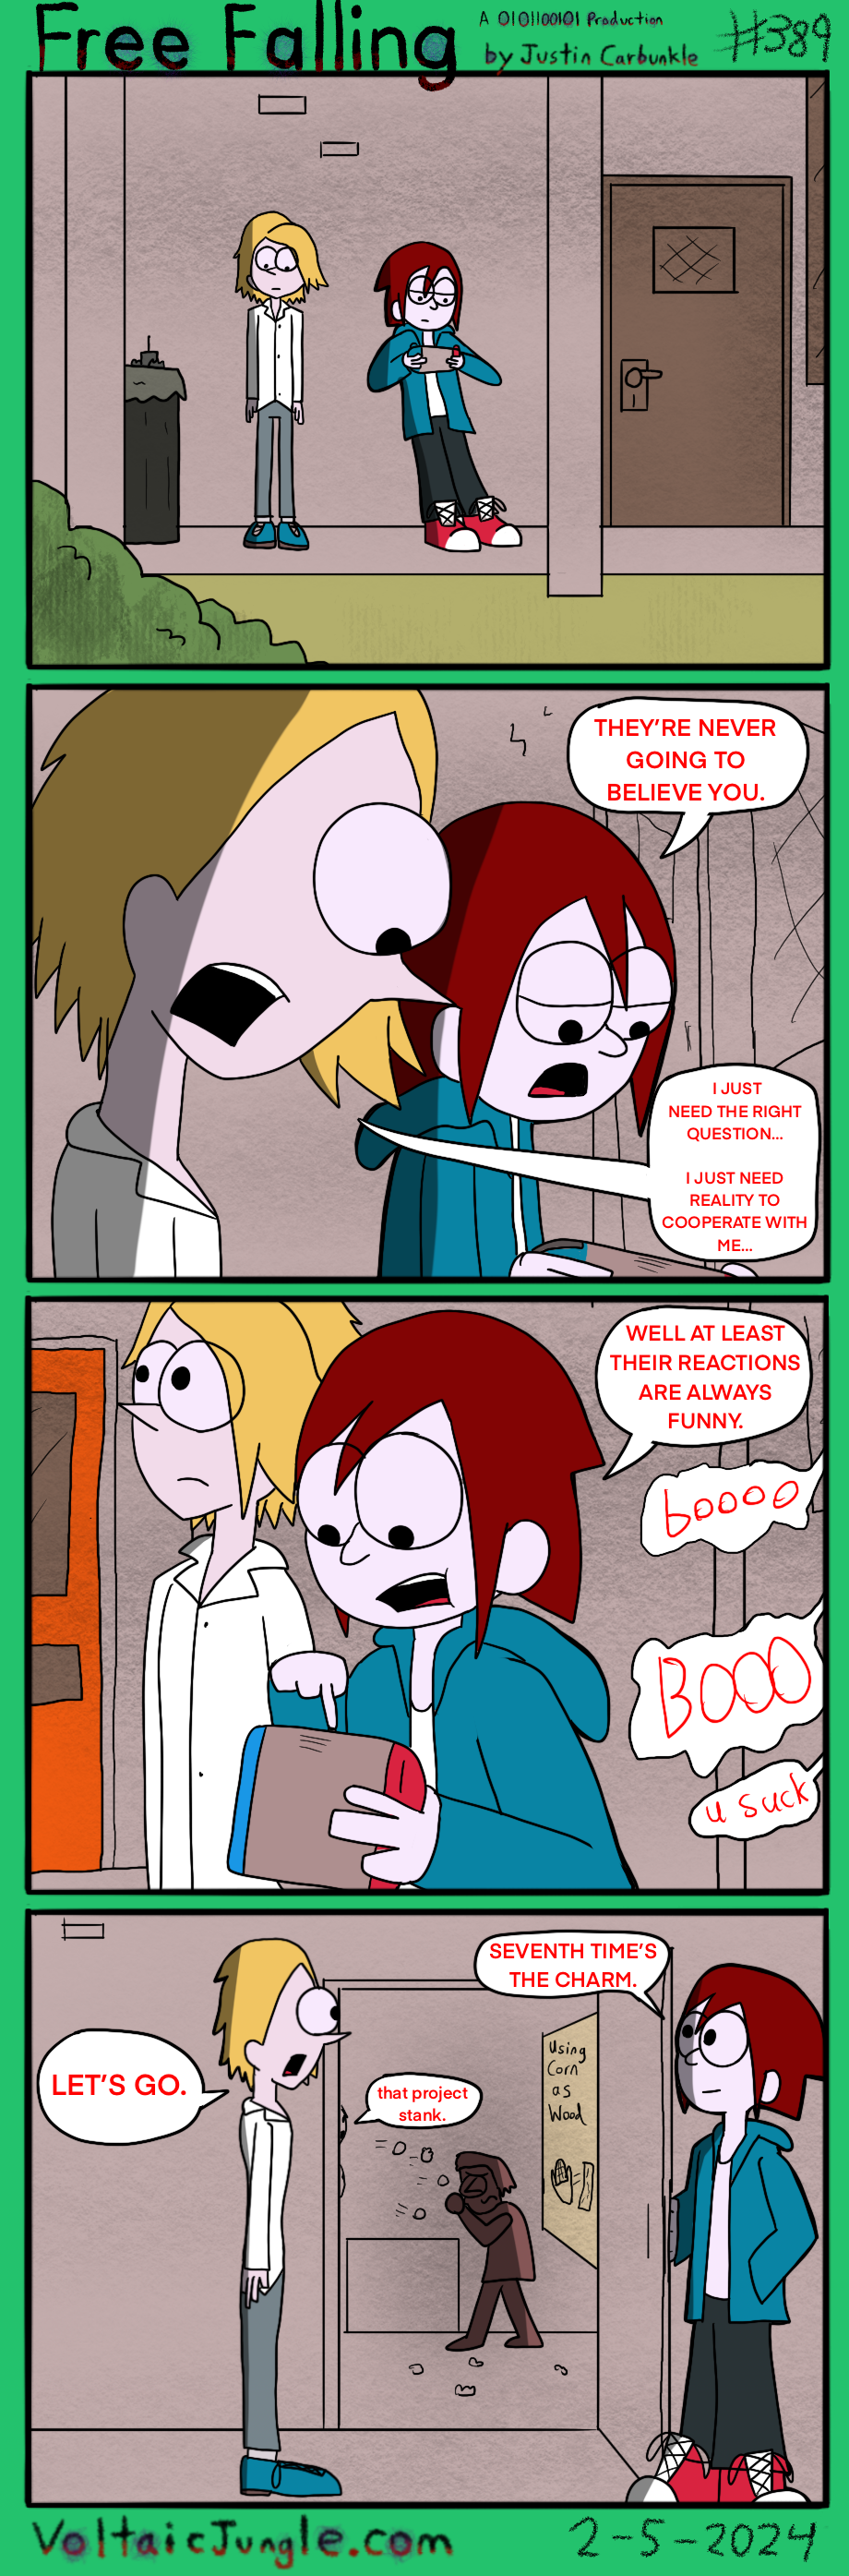 Free Falling
A 0101100101 Production
by Justin Carbunkle
#389
THEY'RE NEVER
GOING TO
BELIEVE YOU.
I JUST
NEED THE RIGHT
QUESTION...
I JUST NEED
REALITY TO
COOPERATE WITH
ME...
WELL AT LEAST
THEIR REACTIONS
ARE ALWAYS
FUNNY.
boooo
BOOO
u suck
SEVENTH TIME'S
THE CHARM.
LET'S GO.
that project
stank.
Using
Corn
as
Wood
VoltaicJungle.com
2-5-2024